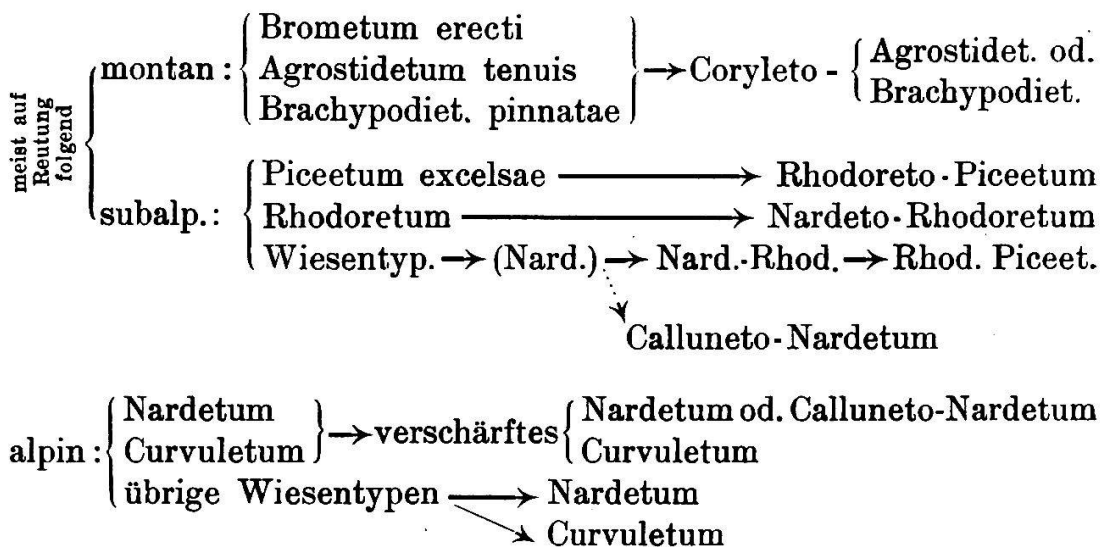 meist auf
Reutung
folgend
montan :
Brometum erecti
Agrostidetum tenuis
Brachypodiet. pinnatae
→ Coryleto -
Agrostidet. od.
Brachypodiet.
subalp.:
Piceetum excelsae → Rhodoreto-Piceetum
Rhodoretum → Nardeto-Rhodoretum
Wiesentyp. → (Nard.) → Nard.-Rhod. → Rhod. Piceet.
Calluneto-Nardetum
alpin :
Nardetum
Curvuletum
→ verschärftes
Nardetum od. Calluneto-Nardetum
Curvuletum
übrige Wiesentypen → Nardetum
Curvuletum